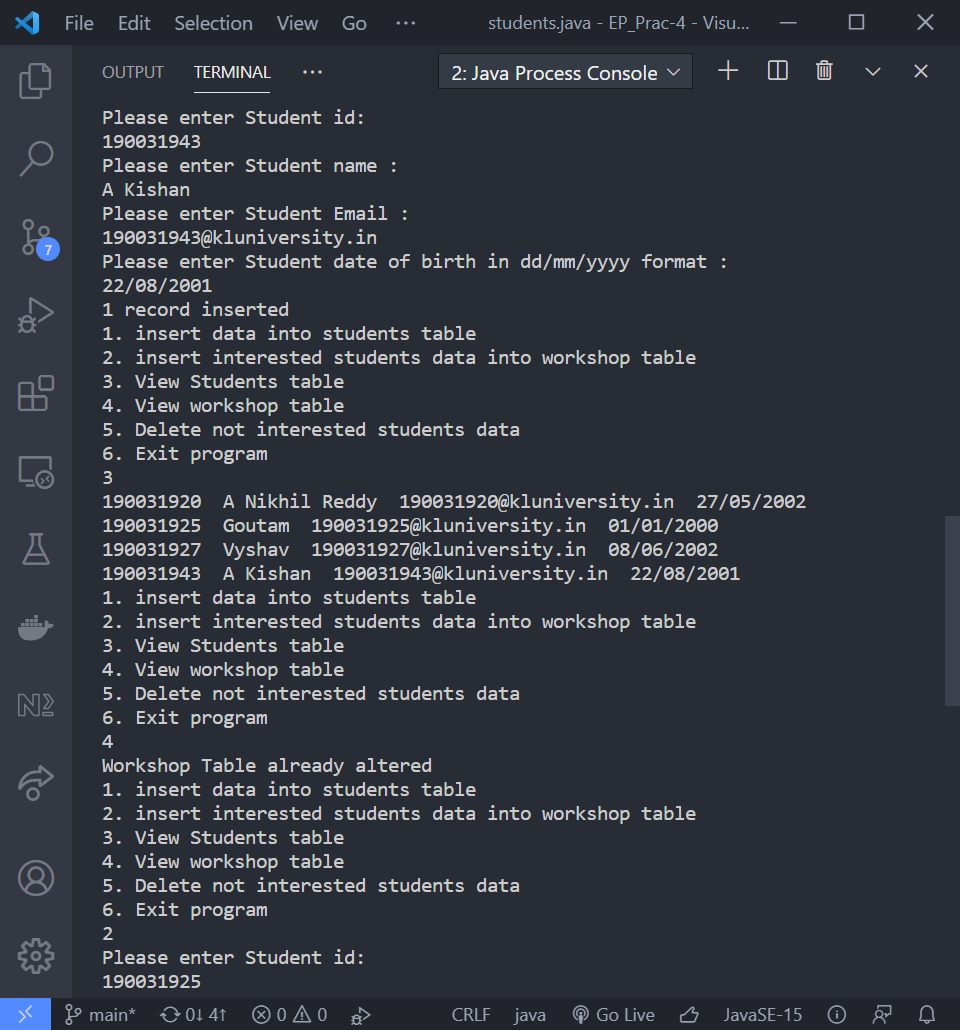 File Edit Selection View Go ··· students.java - EP_Prac-4 - Visu...
OUTPUT TERMINAL ··· 2: Java Process Console
Please enter Student id:
190031943
Please enter Student name :
A Kishan
Please enter Student Email :
190031943@kluniversity.in
Please enter Student date of birth in dd/mm/yyyy format :
22/08/2001
1 record inserted
1. insert data into students table
2. insert interested students data into workshop table
3. View Students table
4. View workshop table
5. Delete not interested students data
6. Exit program
3
190031920  A Nikhil Reddy  190031920@kluniversity.in  27/05/2002
190031925  Goutam  190031925@kluniversity.in  01/01/2000
190031927  Vyshav  190031927@kluniversity.in  08/06/2002
190031943  A Kishan  190031943@kluniversity.in  22/08/2001
1. insert data into students table
2. insert interested students data into workshop table
3. View Students table
4. View workshop table
5. Delete not interested students data
6. Exit program
4
Workshop Table already altered
1. insert data into students table
2. insert interested students data into workshop table
3. View Students table
4. View workshop table
5. Delete not interested students data
6. Exit program
2
Please enter Student id:
190031925
7
main* 0↓ 4↑ 0 0 CRLF java Go Live JavaSE-15